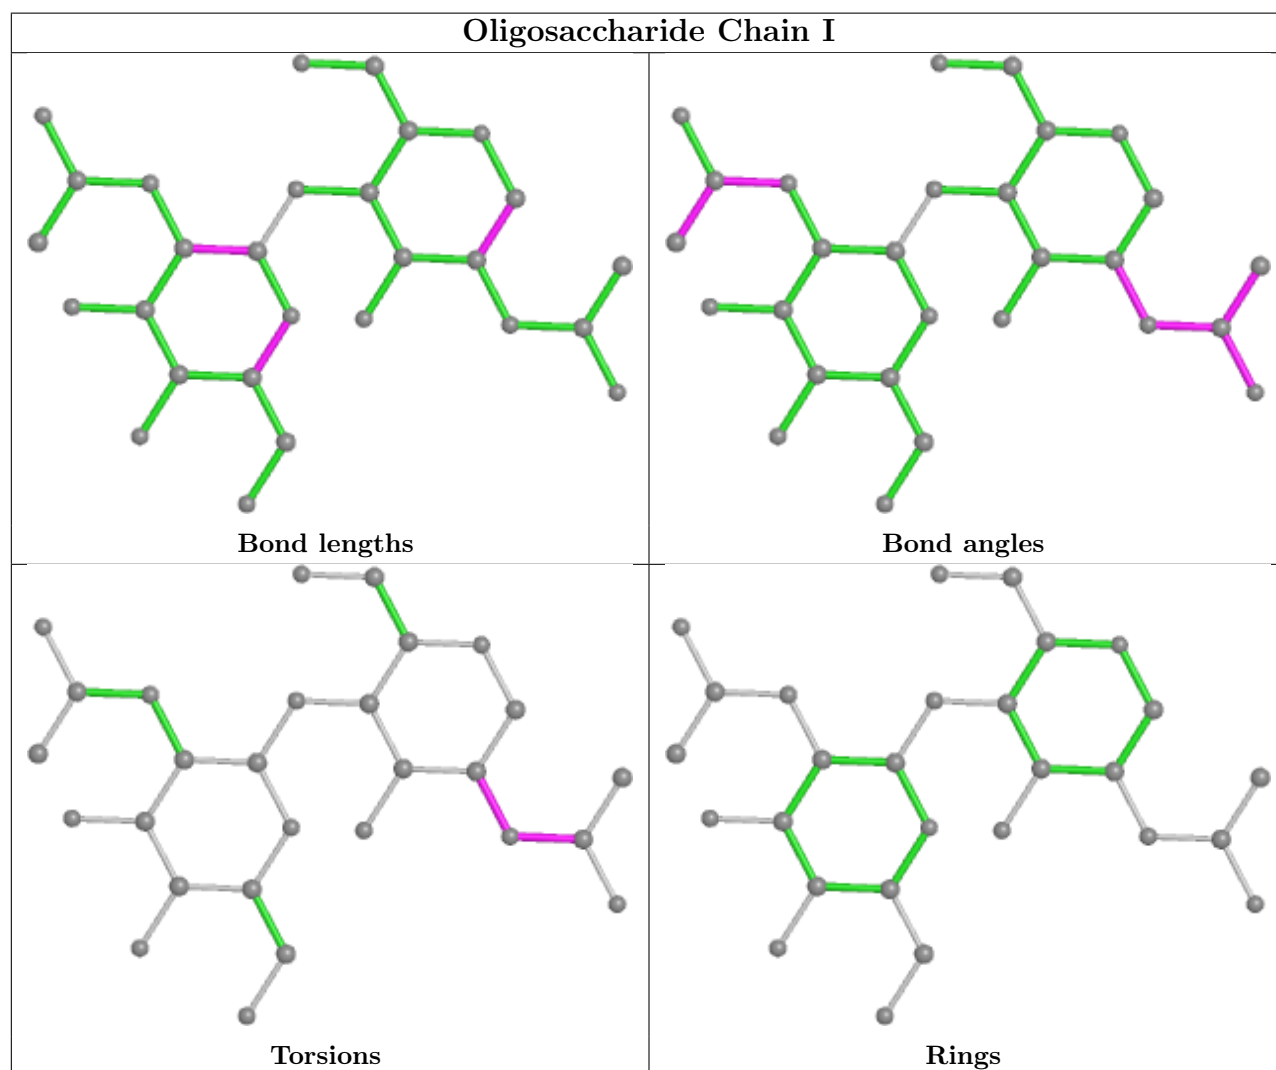 Oligosaccharide Chain I
Bond lengths
Bond angles
Torsions
Rings